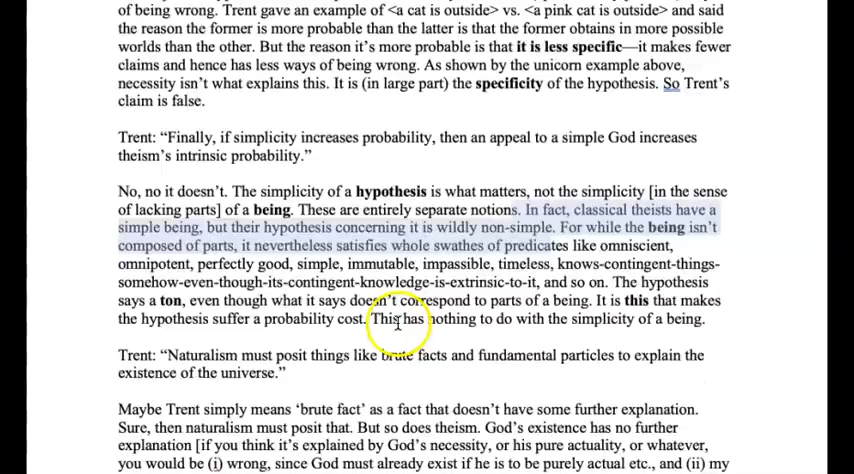 of being wrong. Trent gave an example of <a cat is outside> vs. <a pink cat is outside> and said
the reason the former is more probable than the latter is that the former obtains in more possible
worlds than the other. But the reason it's more probable is that it is less specific—it makes fewer
claims and hence has less ways of being wrong. As shown by the unicorn example above,
necessity isn't what explains this. It is (in large part) the specificity of the hypothesis. So Trent's
claim is false.
Trent: “Finally, if simplicity increases probability, then an appeal to a simple God increases
theism's intrinsic probability.”
No, no it doesn't. The simplicity of a hypothesis is what matters, not the simplicity [in the sense
of lacking parts] of a being. These are entirely separate notions. In fact, classical theists have a
simple being, but their hypothesis concerning it is wildly non-simple. For while the being isn't
composed of parts, it nevertheless satisfies whole swathes of predicates like omniscient,
omnipotent, perfectly good, simple, immutable, impassible, timeless, knows-contingent-things-
somehow-even-though-its-contingent-knowledge-is-extrinsic-to-it, and so on. The hypothesis
says a ton, even though what it says doesn't correspond to parts of a being. It is this that makes
the hypothesis suffer a probability cost. This has nothing to do with the simplicity of a being.
Trent: “Naturalism must posit things like brute facts and fundamental particles to explain the
existence of the universe.”
Maybe Trent simply means ‘brute fact’ as a fact that doesn't have some further explanation.
Sure, then naturalism must posit that. But so does theism. God's existence has no further
explanation [if you think it's explained by God's necessity, or his pure actuality, or whatever,
you would be (i) wrong, since God must already exist if he is to be purely actual etc., and (ii) my